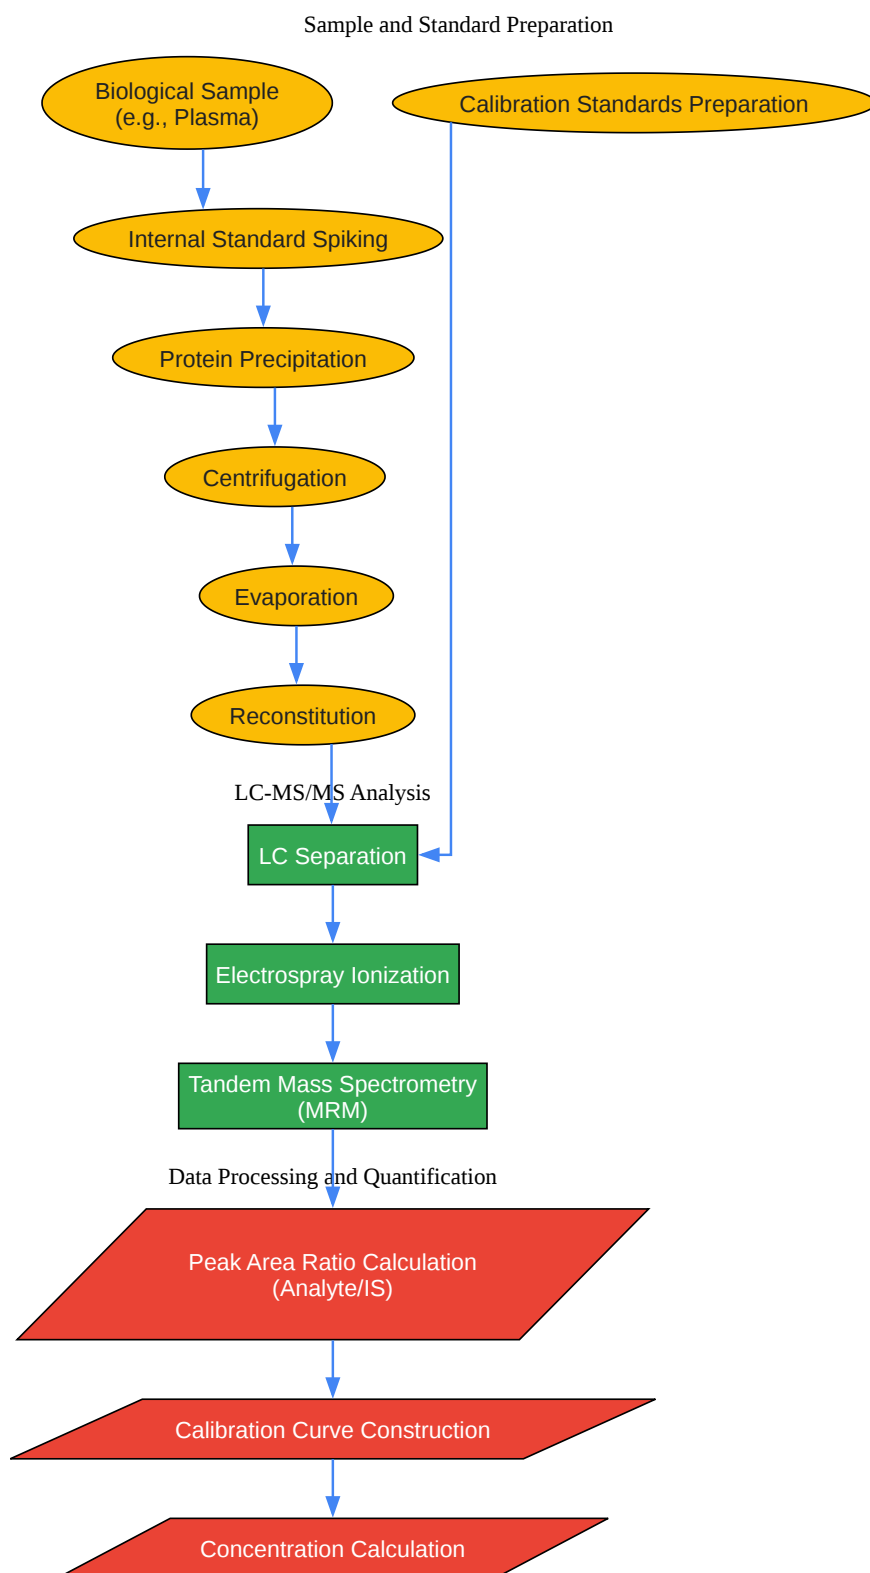 Sample and Standard Preparation
Biological Sample
(e.g., Plasma)
Calibration Standards Preparation
Internal Standard Spiking
Protein Precipitation
Centrifugation
Evaporation
Reconstitution
LC-MS/MS Analysis
LC Separation
Electrospray Ionization
Tandem Mass Spectrometry
(MRM)
Data Processing and Quantification
Peak Area Ratio Calculation
(Analyte/IS)
Calibration Curve Construction
Concentration Calculation